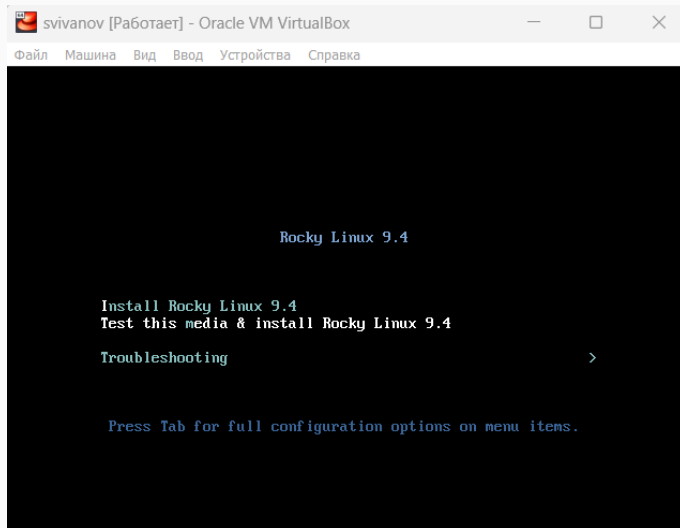 svivanov [Работает] - Oracle VM VirtualBox
Файл Машина Вид Ввод Устройства Справка
Rocky Linux 9.4
Install Rocky Linux 9.4
Test this media & install Rocky Linux 9.4
Troubleshooting >
Press Tab for full configuration options on menu items.